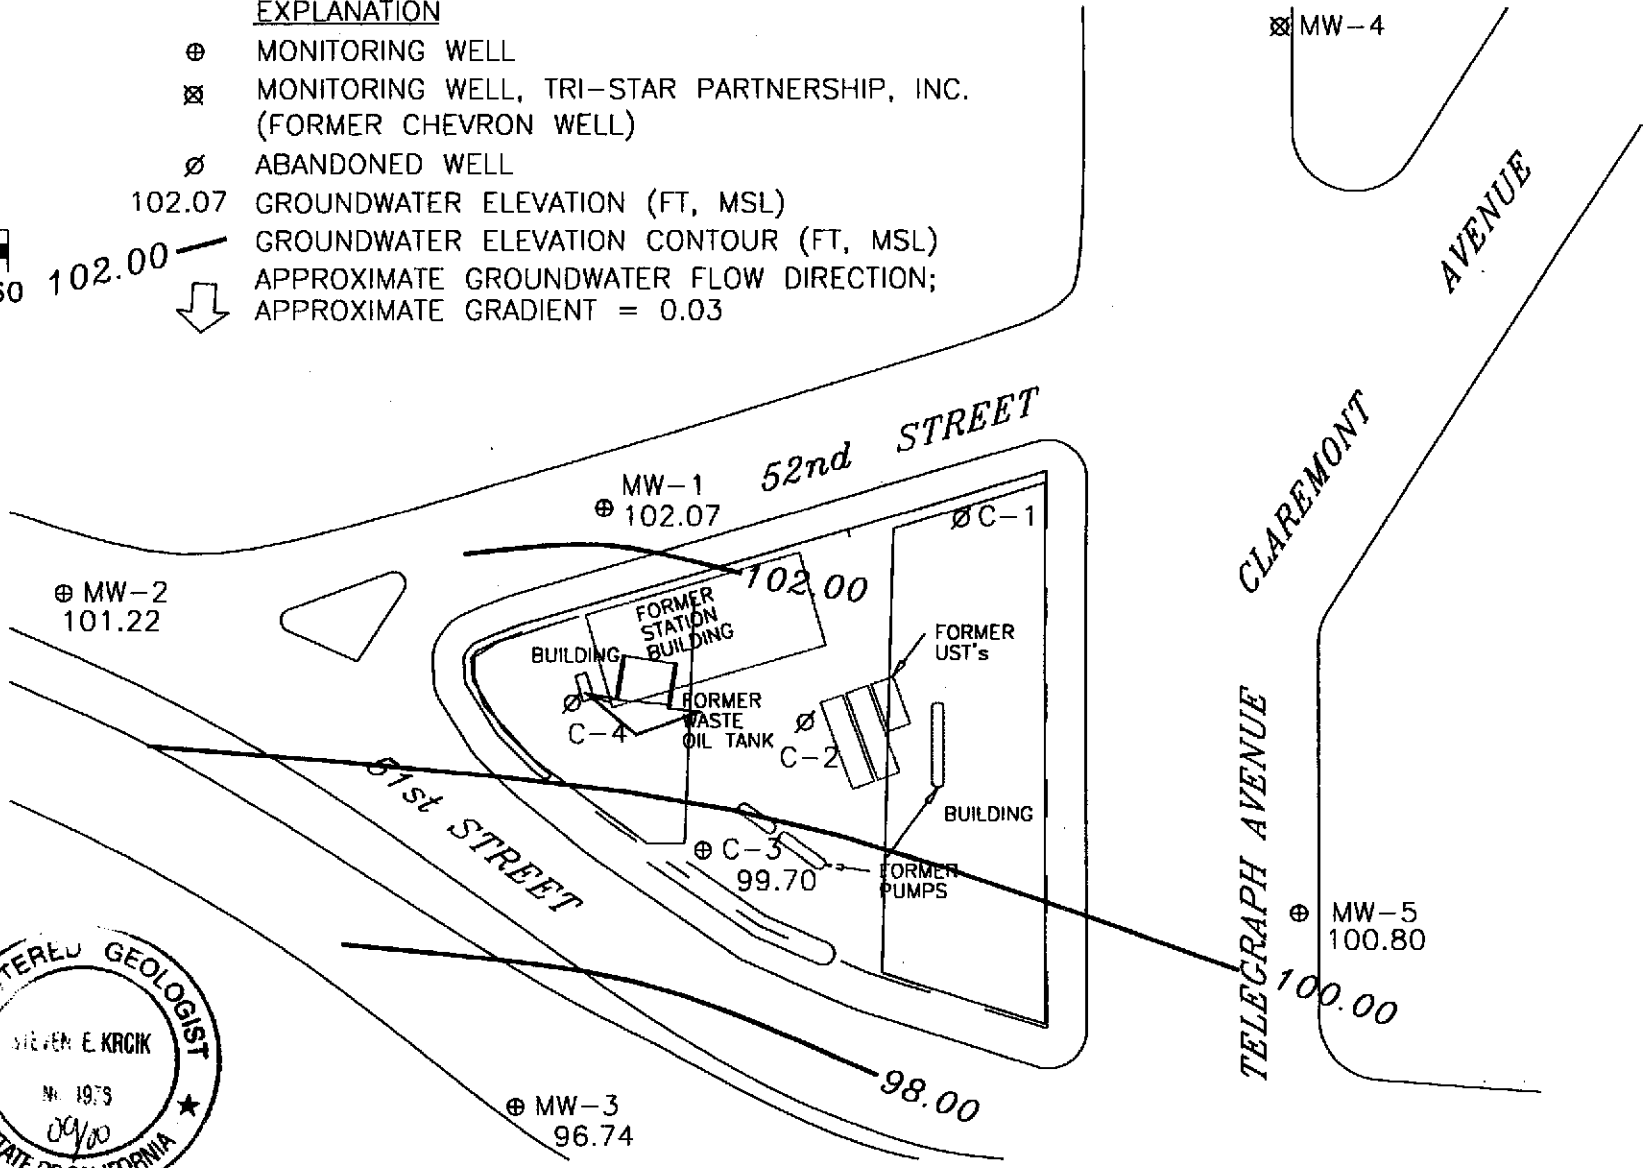 EXPLANATION
MONITORING WELL
MONITORING WELL, TRI-STAR PARTNERSHIP, INC.
(FORMER CHEVRON WELL)
ABANDONED WELL
102.07 GROUNDWATER ELEVATION (FT, MSL)
102.00 GROUNDWATER ELEVATION CONTOUR (FT, MSL)
APPROXIMATE GROUNDWATER FLOW DIRECTION;
APPROXIMATE GRADIENT = 0.03
MW-4
AVENUE
CLAREMONT
52nd STREET
MW-1
102.07
C-1
MW-2
101.22
102.00
FORMER
STATION
BUILDING
BUILDING
FORMER
UST's
FORMER
WASTE
OIL TANK
C-4
C-2
BUILDING
51st STREET
C-3
99.70
FORMER
PUMPS
TELEGRAPH AVENUE
MW-5
100.80
100.00
98.00
MW-3
96.74
GEOLOGIST
STEVEN E. KRCIK